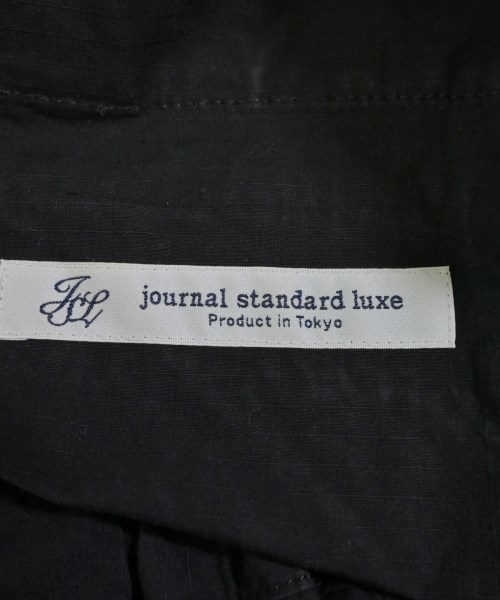 JSL
journal standard luxe
Product in Tokyo